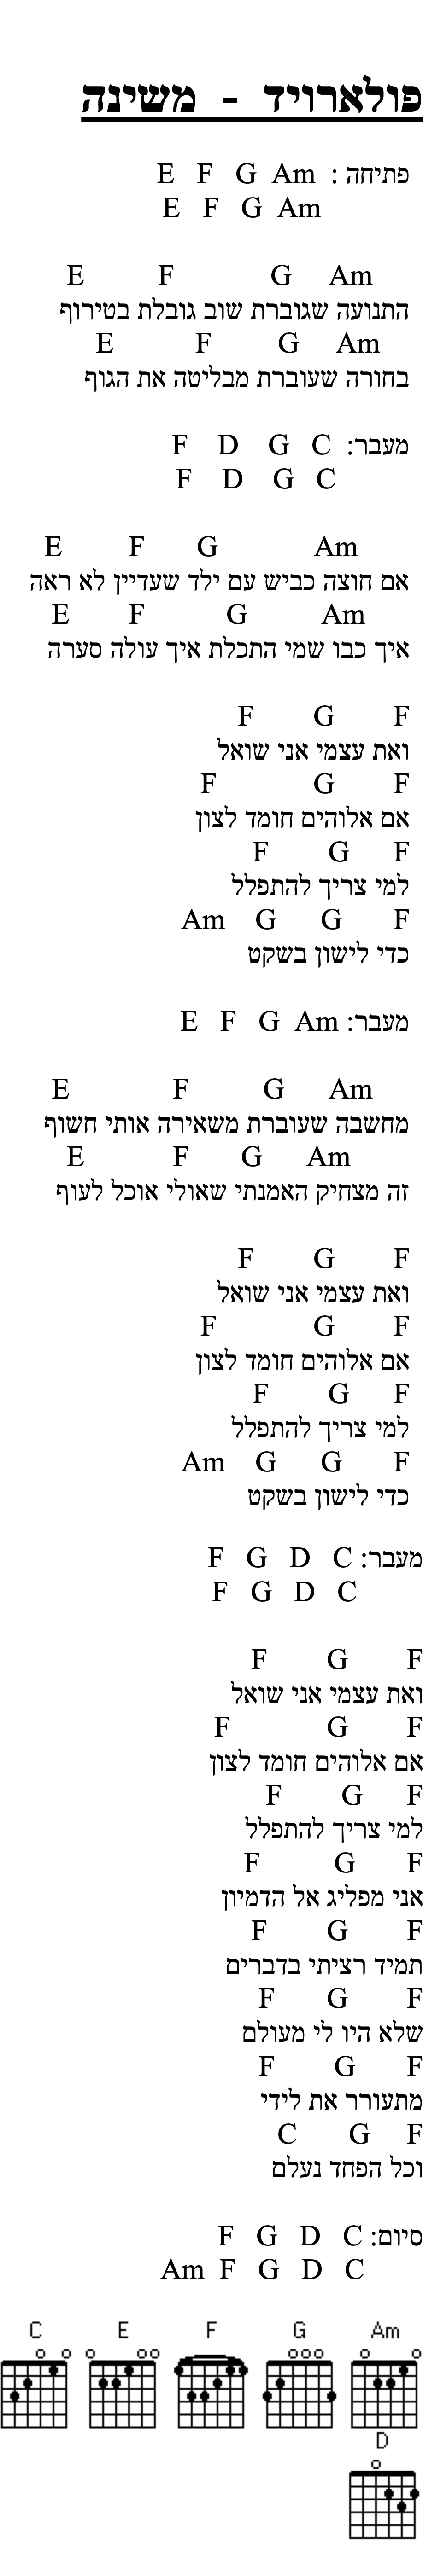 פולארויד - משינה
פתיחה : E F G Am
E F G Am
E F G Am
התנועה שגוברת שוב גובלת בטירוף
E F G Am
בחורה שעוברת מבליטה את הגוף
מעבר: F D G C
F D G C
E F G Am
אם חוצה כביש עם ילד שעדיין לא ראה
E F G Am
איך כבו שמי התכלת איך עולה סערה
F G F
ואת עצמי אני שואל
F G F
אם אלוהים חומד לצון
F G F
למי צריך להתפלל
Am G G F
כדי לישון בשקט
מעבר: E F G Am
E F G Am
מחשבה שעוברת משאירה אותי חשוף
E F G Am
זה מצחיק האמנתי שאולי אוכל לעוף
F G F
ואת עצמי אני שואל
F G F
אם אלוהים חומד לצון
F G F
למי צריך להתפלל
Am G G F
כדי לישון בשקט
מעבר: F G D C
F G D C
F G F
ואת עצמי אני שואל
F G F
אם אלוהים חומד לצון
F G F
למי צריך להתפלל
F G F
אני מפליג אל הדמיון
F G F
תמיד רציתי בדברים
F G F
שלא היו לי מעולם
F G F
מתעורר את לידי
C G F
וכל הפחד נעלם
סיום: F G D C
Am F G D C
C E F G Am
D